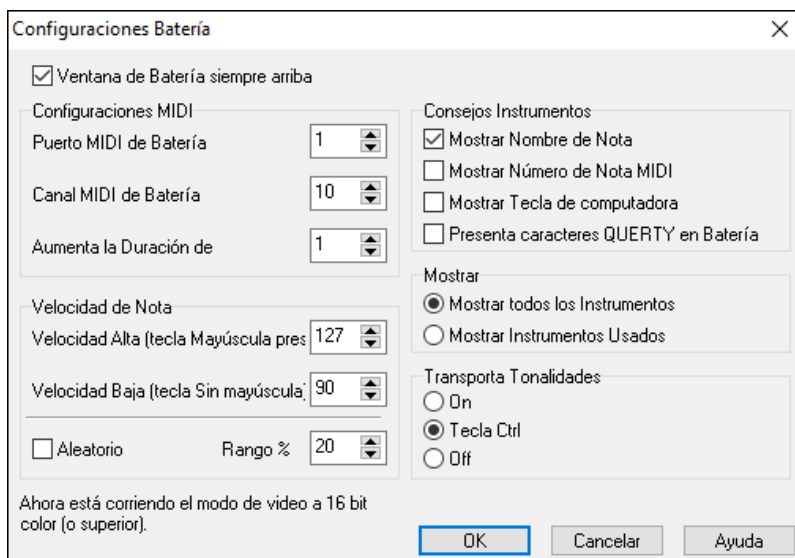 Configuraciones Batería
Ventana de Batería siempre arriba
Configuraciones MIDI
Puerto MIDI de Batería 1
Canal MIDI de Batería 10
Aumenta la Duración de 1
Velocidad de Nota
Velocidad Alta (tecla Mayúscula pres 127
Velocidad Baja (tecla Sin mayúscula) 90
Aleatorio Rango % 20
Ahora está corriendo el modo de video a 16 bit
color (o superior).
Consejos Instrumentos
Mostrar Nombre de Nota
Mostrar Número de Nota MIDI
Mostrar Tecla de computadora
Presenta caracteres QUERTY en Batería
Mostrar
Mostrar todos los Instrumentos
Mostrar Instrumentos Usados
Transporta Tonalidades
On
Tecla Ctrl
Off
OK Cancelar Ayuda